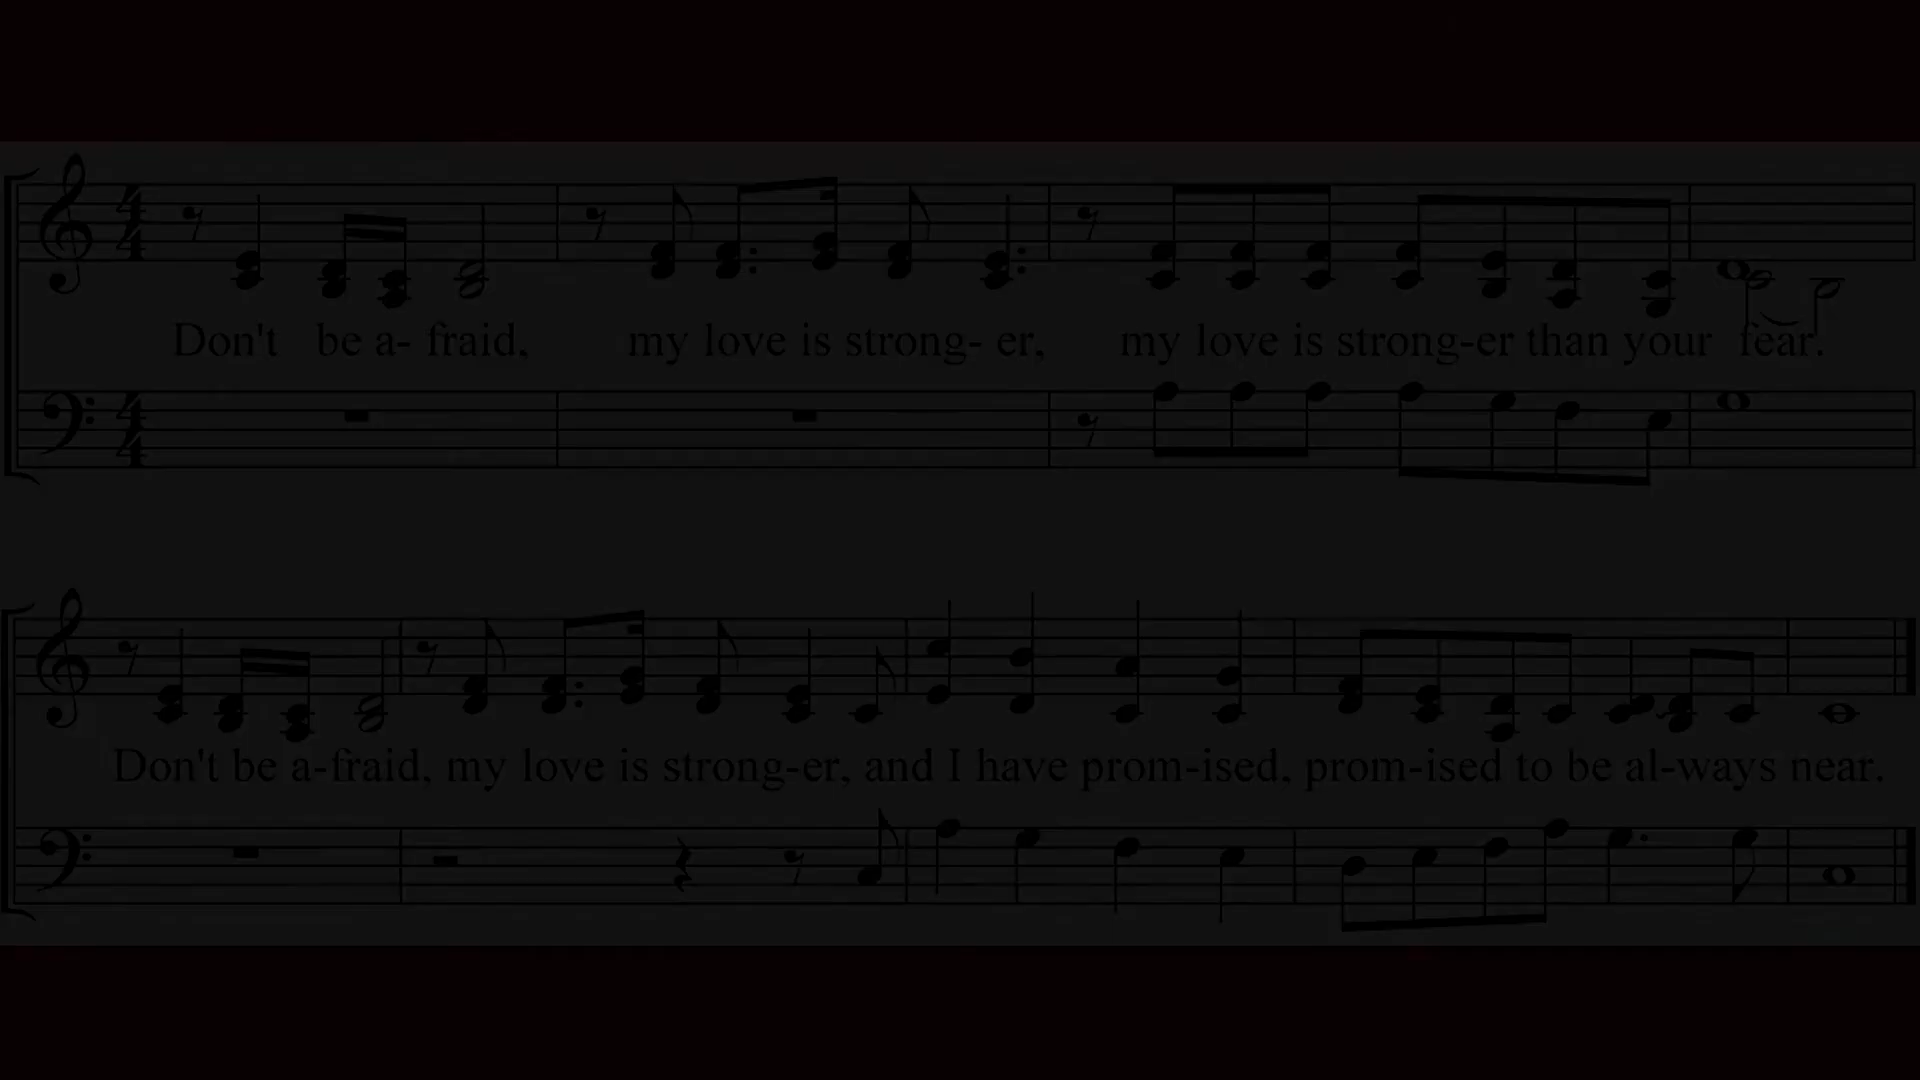 Don't be a- fraid, my love is strong- er, my love is strong-er than your fear.
Don't be a-fraid, my love is strong-er, and I have prom-ised, prom-ised to be al-ways near.